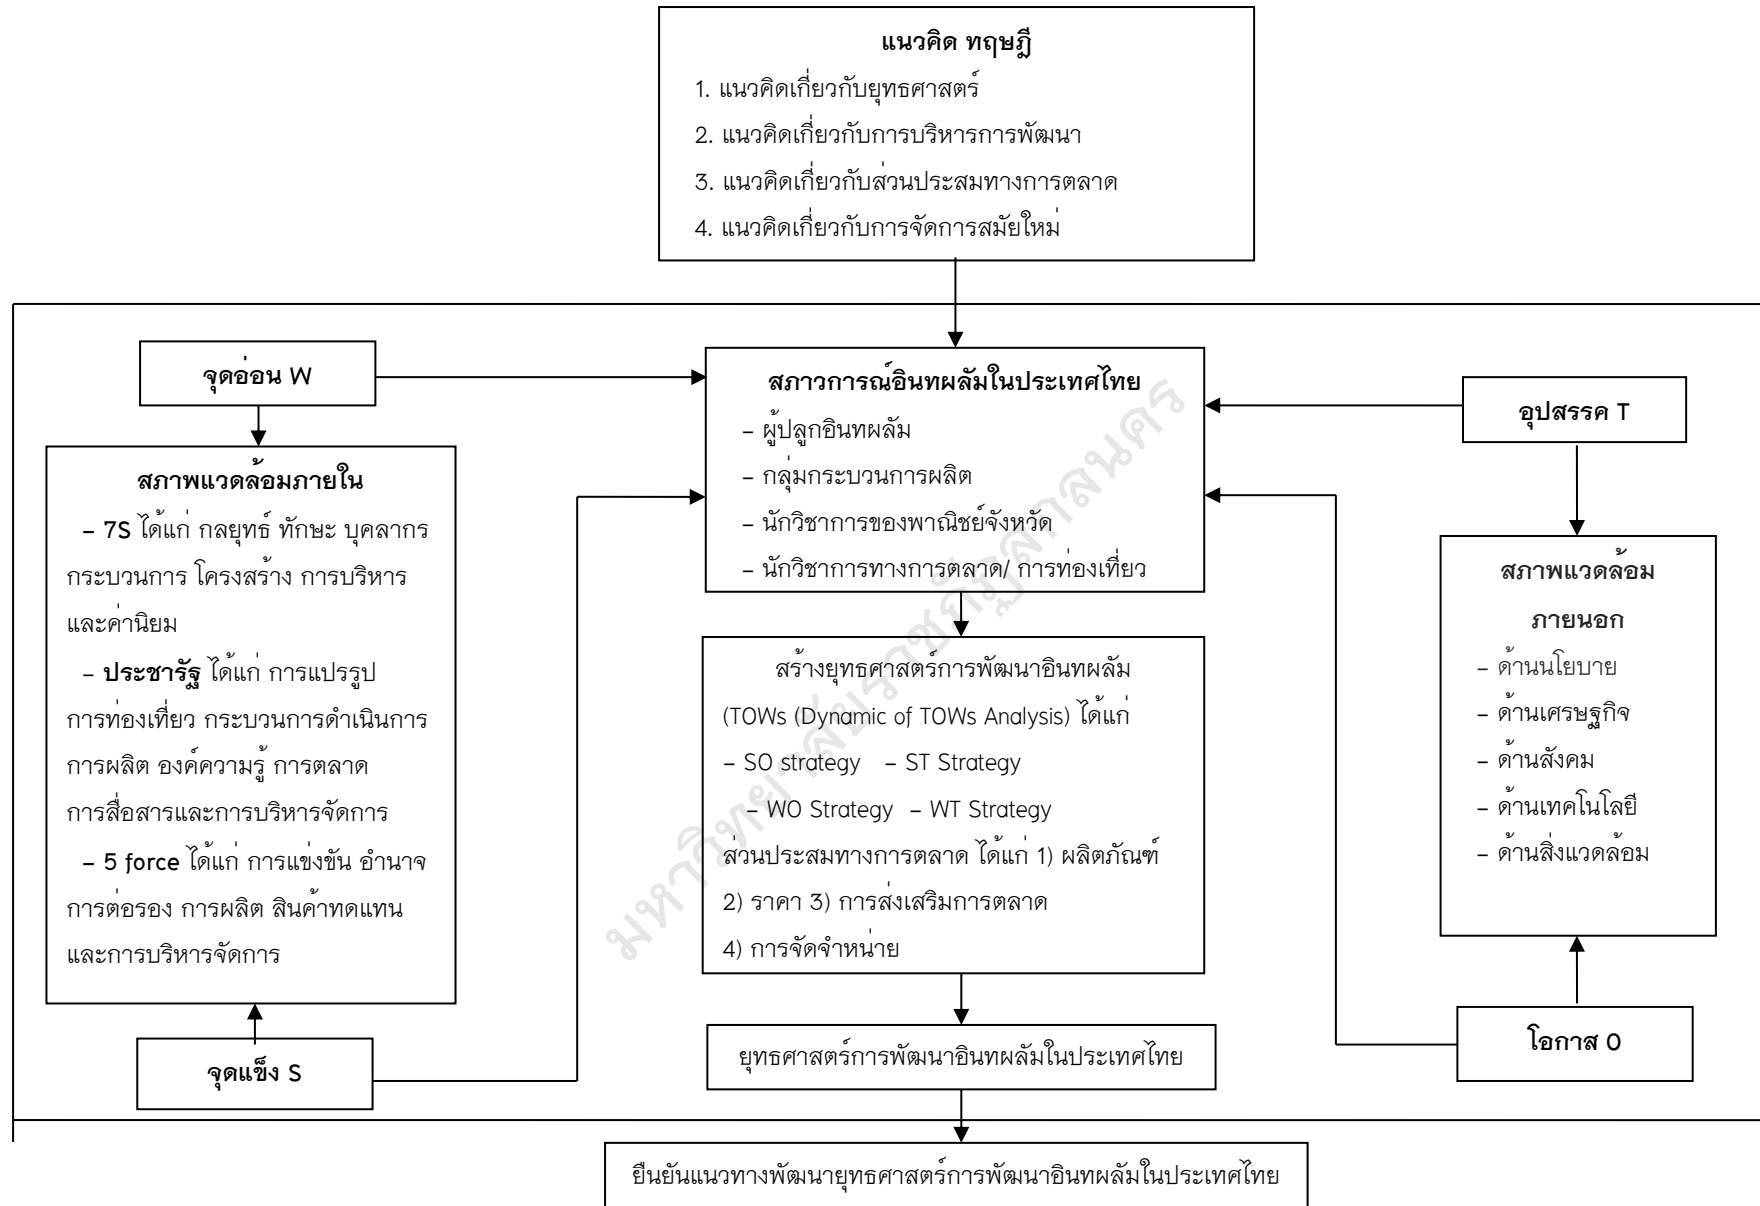 แนวคิด ทฤษฎี
1. แนวคิดเกี่ยวกับยุทธศาสตร์
2. แนวคิดเกี่ยวกับการบริหารการพัฒนา
3. แนวคิดเกี่ยวกับส่วนประสมทางการตลาด
4. แนวคิดเกี่ยวกับการจัดการสมัยใหม่
จุดอ่อน W
สภาพแวดล้อมภายใน
– 7S ได้แก่ กลยุทธ์ ทักษะ บุคลากร
กระบวนการ โครงสร้าง การบริหาร
และค่านิยม
– ประชารัฐ ได้แก่ การแปรรูป
การท่องเที่ยว กระบวนการดำเนินการ
การผลิต องค์ความรู้ การตลาด
การสื่อสารและการบริหารจัดการ
– 5 force ได้แก่ การแข่งขัน อำนาจ
การต่อรอง การผลิต สินค้าทดแทน
และการบริหารจัดการ
จุดแข็ง S
สภาวการณ์อินทผลัมในประเทศไทย
– ผู้ปลูกอินทผลัม
– กลุ่มกระบวนการผลิต
– นักวิชาการของพาณิชย์จังหวัด
– นักวิชาการทางการตลาด/ การท่องเที่ยว
สร้างยุทธศาสตร์การพัฒนาอินทผลัม
(TOWs (Dynamic of TOWs Analysis) ได้แก่
– SO strategy – ST Strategy
– WO Strategy – WT Strategy
ส่วนประสมทางการตลาด ได้แก่ 1) ผลิตภัณฑ์
2) ราคา 3) การส่งเสริมการตลาด
4) การจัดจำหน่าย
ยุทธศาสตร์การพัฒนาอินทผลัมในประเทศไทย
อุปสรรค T
สภาพแวดล้อม
ภายนอก
– ด้านนโยบาย
– ด้านเศรษฐกิจ
– ด้านสังคม
– ด้านเทคโนโลยี
– ด้านสิ่งแวดล้อม
โอกาส O
ยืนยันแนวทางพัฒนายุทธศาสตร์การพัฒนาอินทผลัมในประเทศไทย
มหาวิทยาลัยราชภัฏสกลนคร